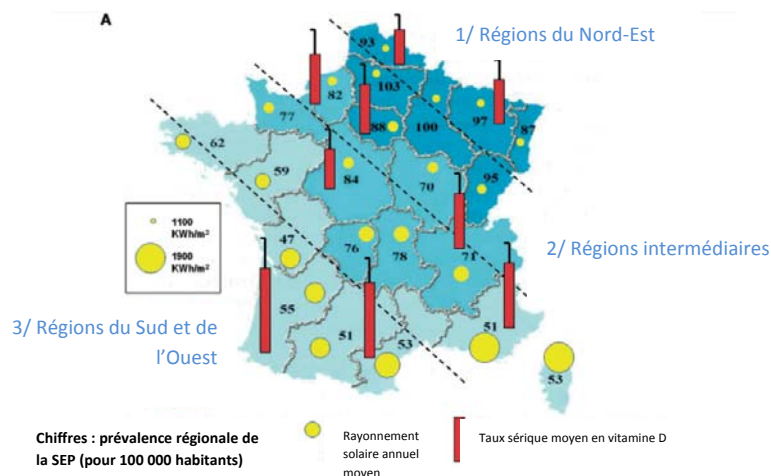 A
1/ Régions du Nord-Est
93
103
82
77
88
100
97
87
62
59
84
70
95
1100
KWh/m²
1900
KWh/m²
47
76
78
71
2/ Régions intermédiaires
3/ Régions du Sud et de
l’Ouest
55
51
53
51
53
Chiffres : prévalence régionale de
la SEP (pour 100 000 habitants)
Rayonnement
solaire annuel
moyen
Taux sérique moyen en vitamine D